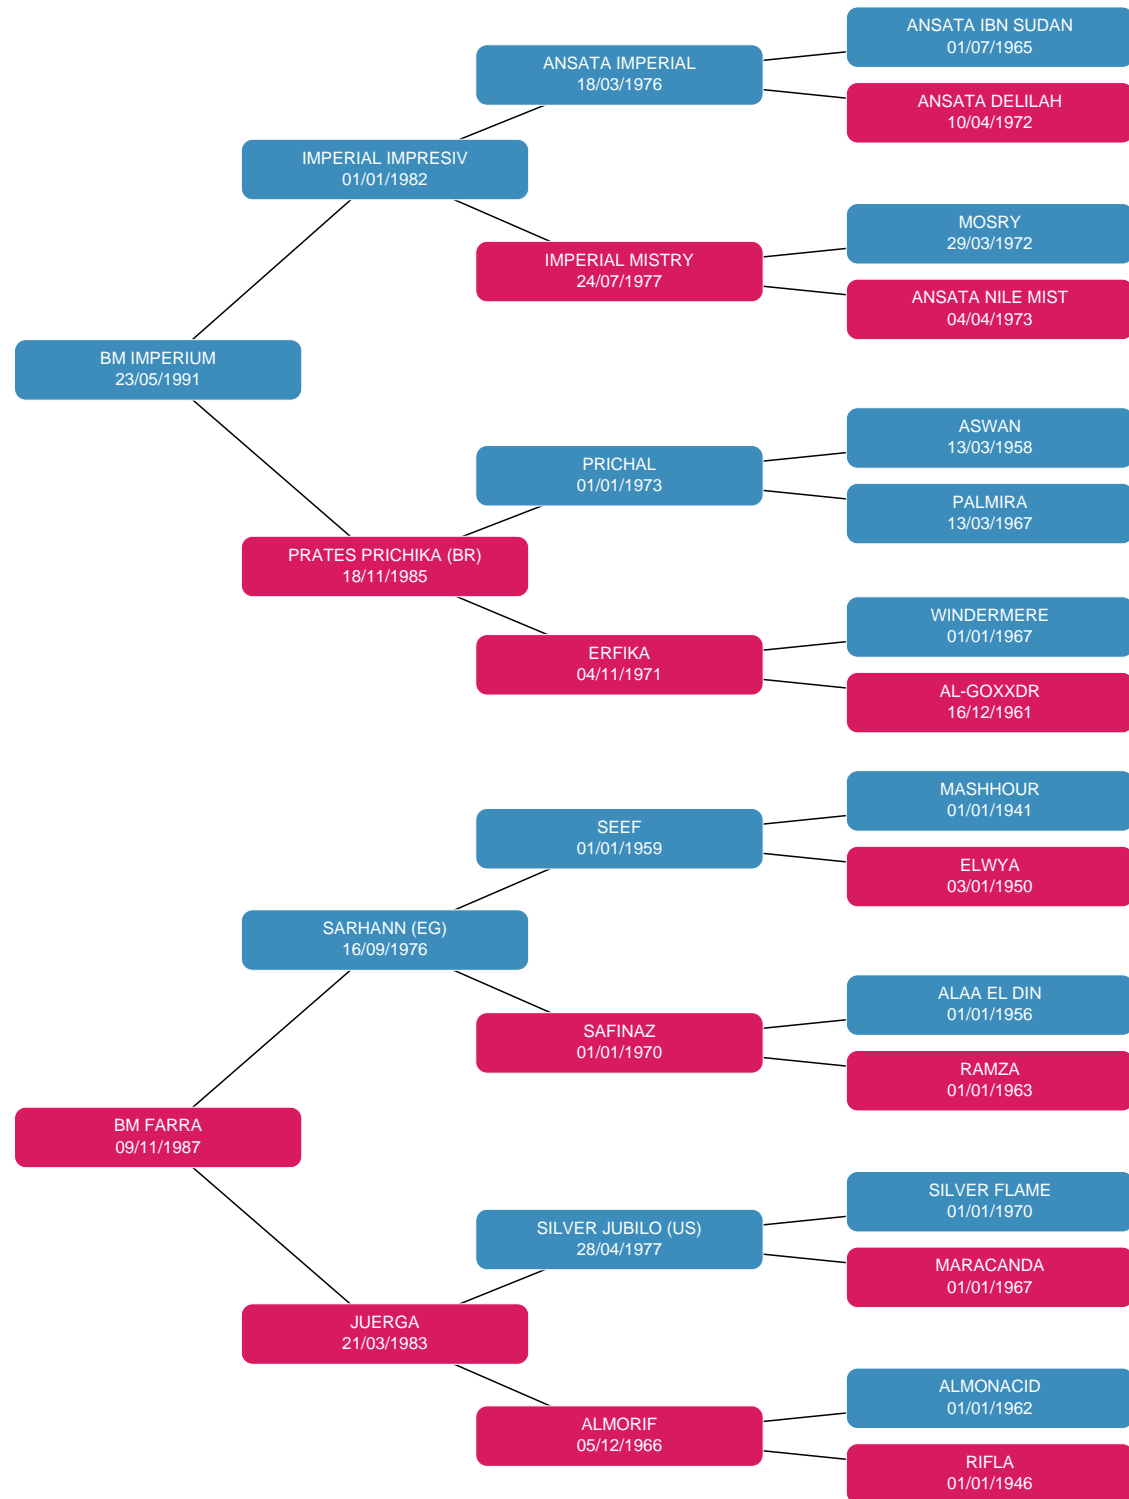 ANSATA IBN SUDAN
01/07/1965
ANSATA IMPERIAL
18/03/1976
ANSATA DELILAH
10/04/1972
IMPERIAL IMPRESIV
01/01/1982
MOSRY
29/03/1972
IMPERIAL MISTRY
24/07/1977
ANSATA NILE MIST
04/04/1973
BM IMPERIUM
23/05/1991
ASWAN
13/03/1958
PRICHAL
01/01/1973
PALMIRA
13/03/1967
PRATES PRICHIKA (BR)
18/11/1985
WINDERMERE
01/01/1967
ERFIKA
04/11/1971
AL-GOXXDR
16/12/1961
MASHHOUR
01/01/1941
SEEF
01/01/1959
ELWYA
03/01/1950
SARHANN (EG)
16/09/1976
ALAA EL DIN
01/01/1956
SAFINAZ
01/01/1970
RAMZA
01/01/1963
BM FARRA
09/11/1987
SILVER FLAME
01/01/1970
SILVER JUBILO (US)
28/04/1977
MARACANDA
01/01/1967
JUERGA
21/03/1983
ALMONACID
01/01/1962
ALMORIF
05/12/1966
RIFLA
01/01/1946